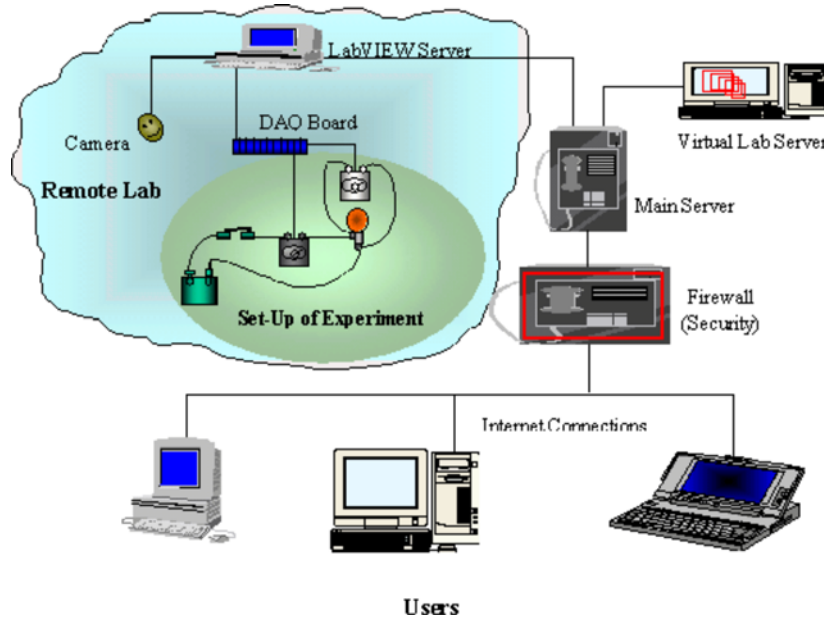 LabVIEW Server
DAQ Board
Camera
Remote Lab
Set-Up of Experiment
Virtual Lab Server
Main Server
Firewall
(Security)
Internet Connections
Users